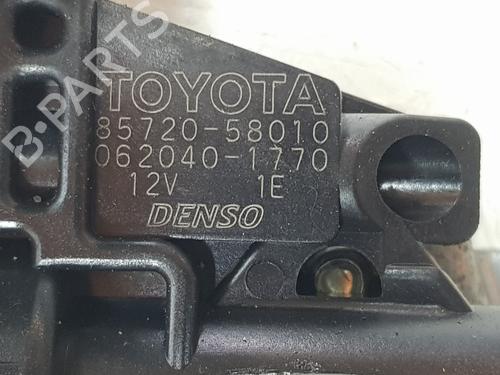 B-PARTS
TOYOTA
85720-58010
062040-1770
12V 1E
DENSO